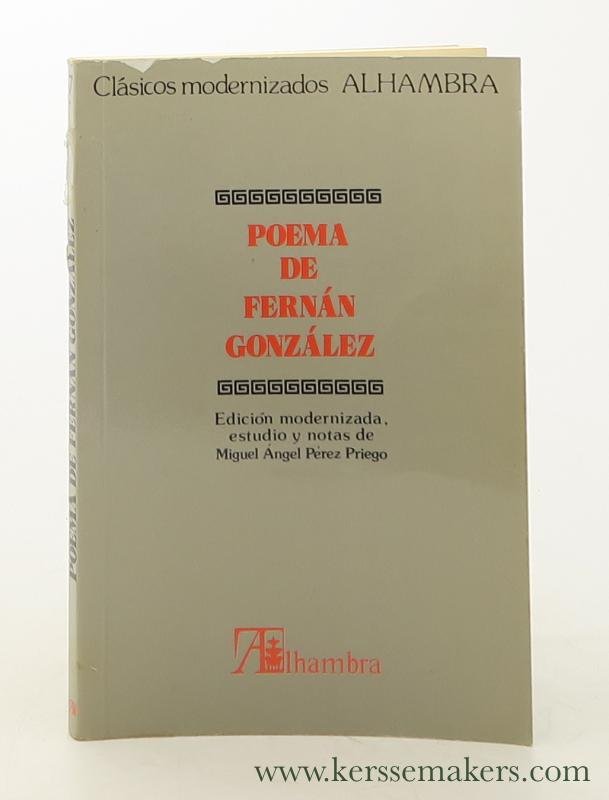 Clásicos modernizados ALHAMBRA
POEMA
DE
FERNÁN
GONZÁLEZ
Edición modernizada,
estudio y notas de
Miguel Ángel Pérez Priego
Alhambra
POEMA DE FERNÁN GONZÁLEZ
www.kerssemakers.com